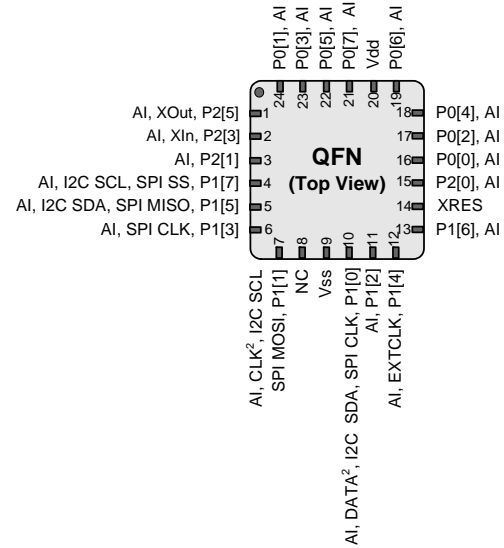 P0[1], AI
P0[3], AI
P0[5], AI
P0[7], AI
Vdd
P0[6], AI
24
23
22
21
20
19
AI, XOut, P2[5]
1
AI, XIn, P2[3]
2
AI, P2[1]
3
AI, I2C SCL, SPI SS, P1[7]
4
AI, I2C SDA, SPI MISO, P1[5]
5
AI, SPI CLK, P1[3]
6
QFN
(Top View)
18
P0[4], AI
17
P0[2], AI
16
P0[0], AI
15
P2[0], AI
14
XRES
13
P1[6], AI
7
8
9
10
11
12
AI, CLK², I2C SCL
SPI MOSI, P1[1]
NC
Vss
AI, DATA², I2C SDA, SPI CLK, P1[0]
AI, P1[2]
AI, EXTCLK, P1[4]